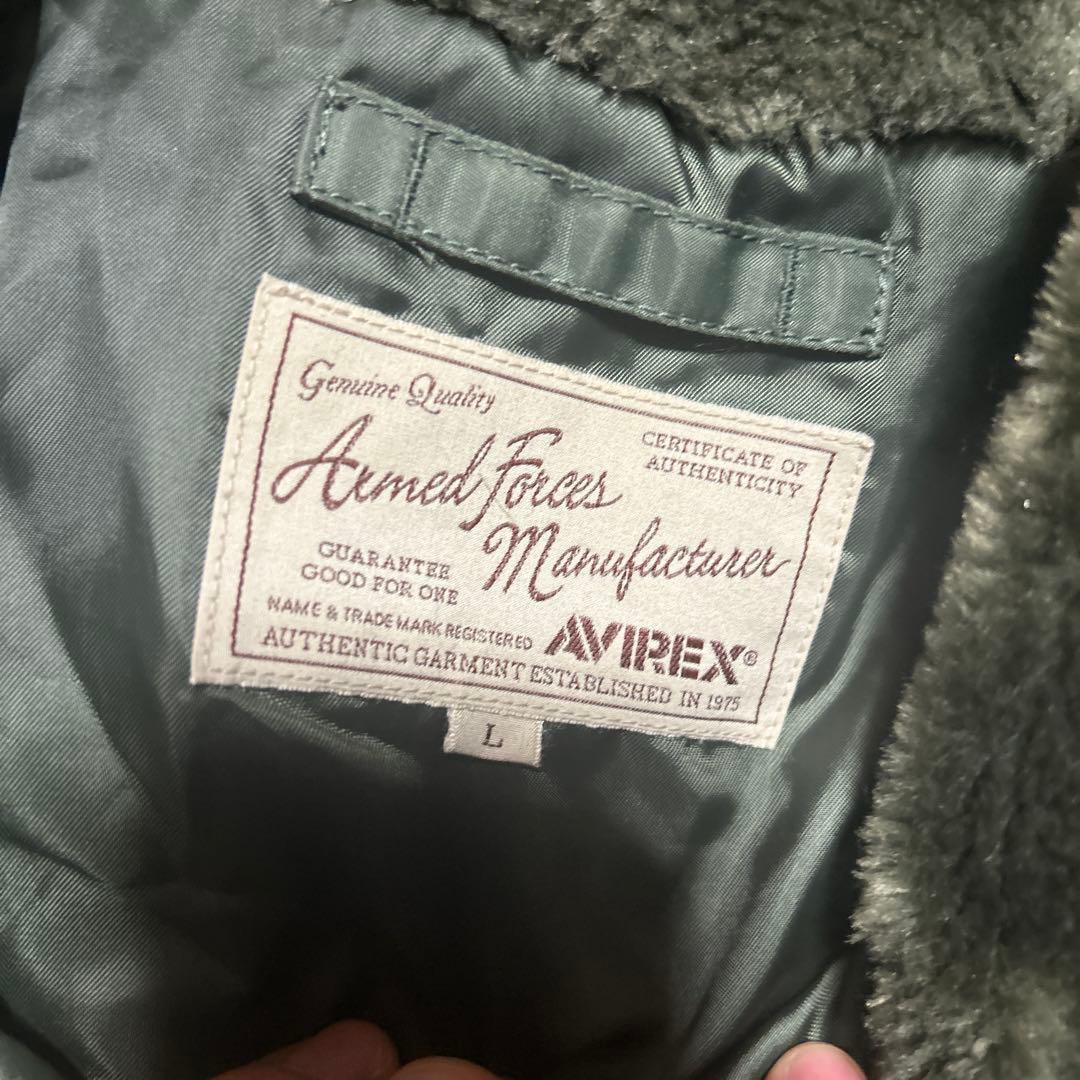 Genuine Quality
CERTIFICATE OF
AUTHENTICITY
Armed Forces
Manufacturer
GUARANTEE
GOOD FOR ONE
NAME & TRADE MARK REGISTERED
AVIREX®
AUTHENTIC GARMENT ESTABLISHED IN 1975
L